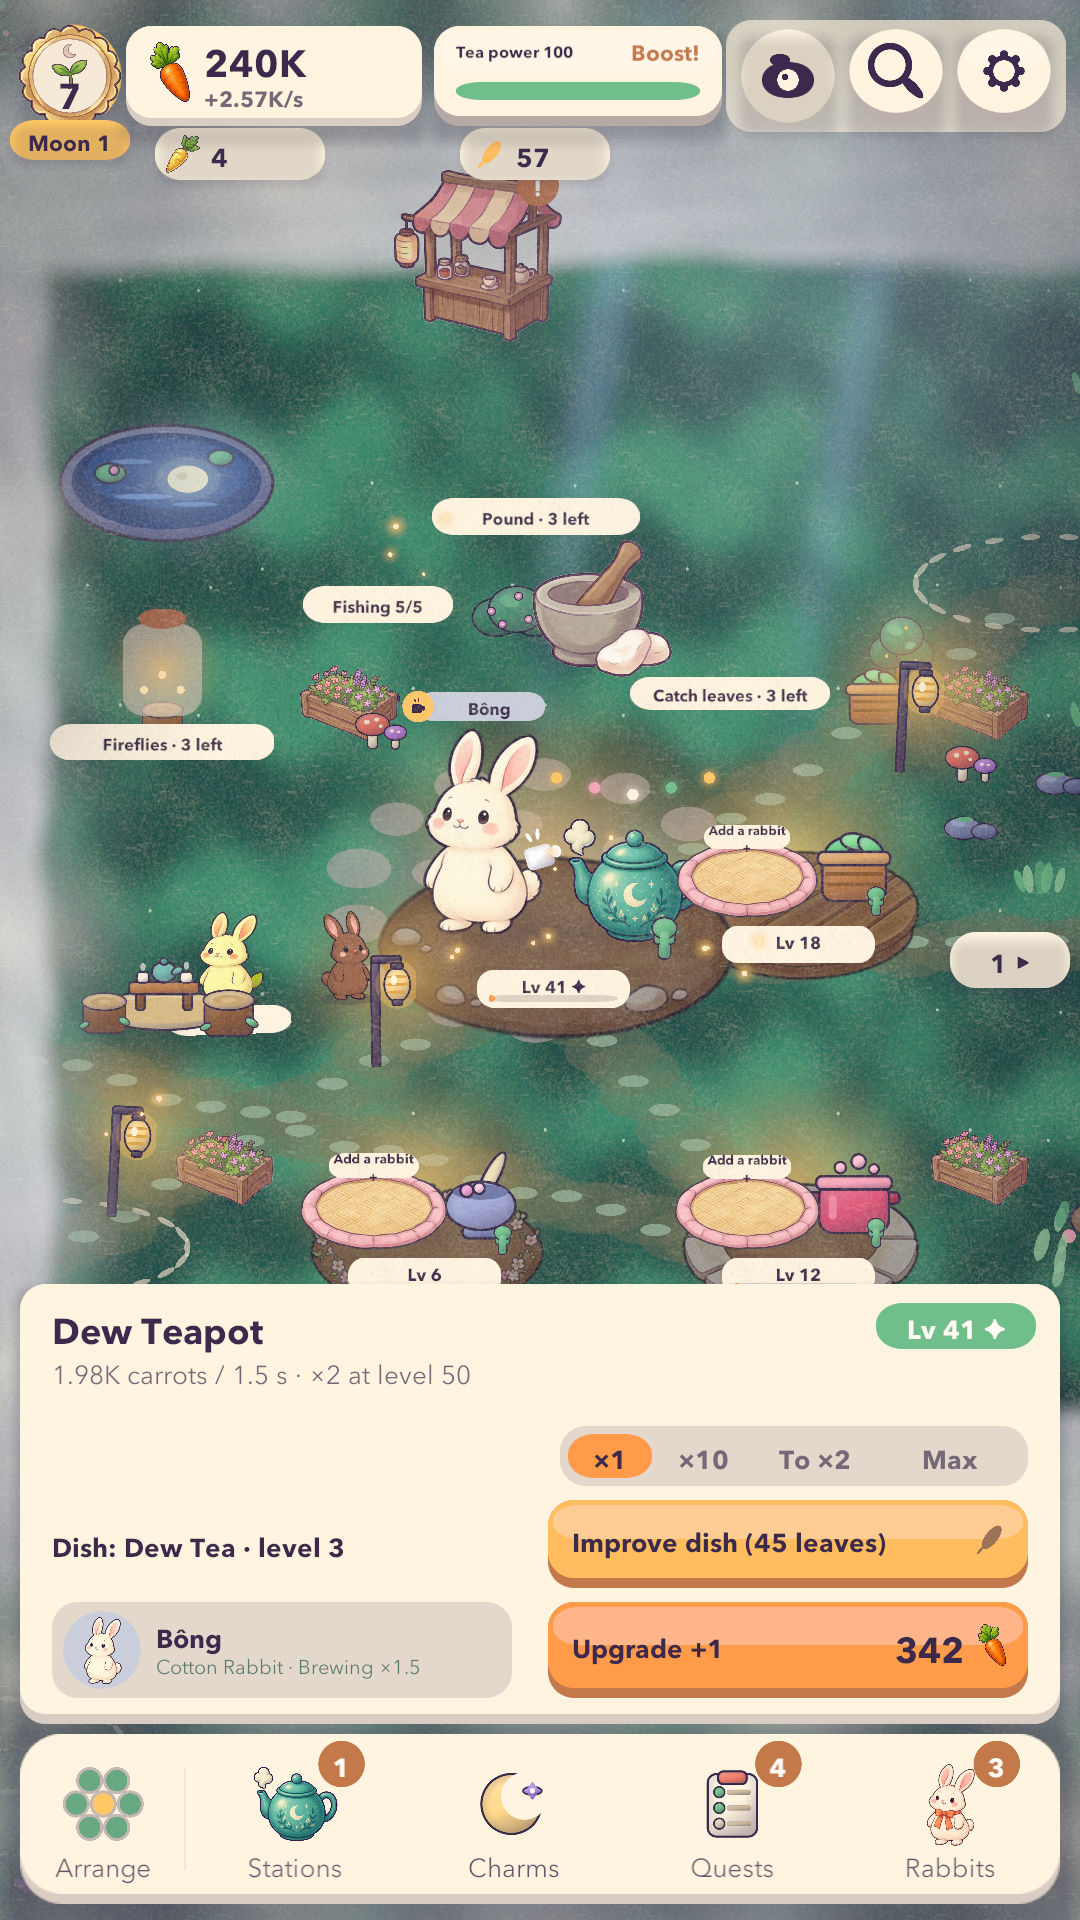 7
Moon 1
240K
+2.57K/s
Tea power 100
Boost!
4
57
!
Pound · 3 left
Fishing 5/5
Catch leaves · 3 left
Bông
Fireflies · 3 left
Add a rabbit
+
Lv 18
1 ▶
Lv 41 ✦
Add a rabbit
+
Add a rabbit
+
Lv 6
Lv 12
Dew Teapot
Lv 41 ✦
1.98K carrots / 1.5 s · ×2 at level 50
×1
×10
To ×2
Max
Dish: Dew Tea · level 3
Improve dish (45 leaves)
Bông
Cotton Rabbit · Brewing ×1.5
Upgrade +1
342
1
4
3
Arrange
Stations
Charms
Quests
Rabbits